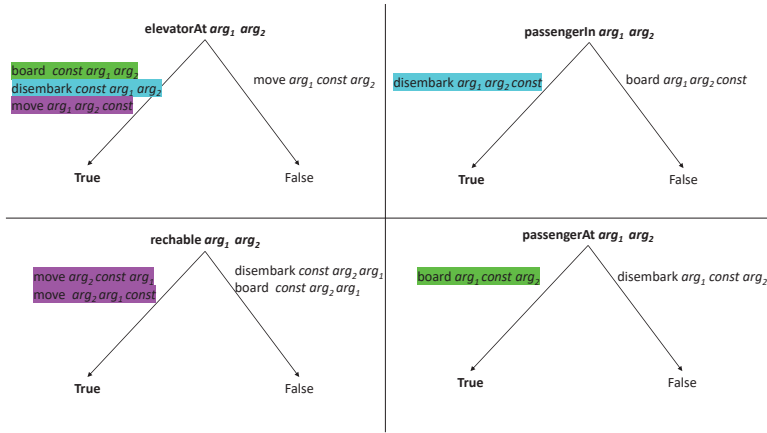 elevatorAt arg₁ arg₂
board const arg₁ arg₂
disembark const arg₁ arg₂
move arg₁ arg₂ const
move arg₁ const arg₂
True
False
passengerIn arg₁ arg₂
disembark arg₁ arg₂ const
board arg₁ arg₂ const
True
False
rechable arg₁ arg₂
move arg₂ const arg₁
move arg₂ arg₁ const
disembark const arg₂ arg₁
board const arg₂ arg₁
True
False
passengerAt arg₁ arg₂
board arg₁ const arg₂
disembark arg₁ const arg₂
True
False